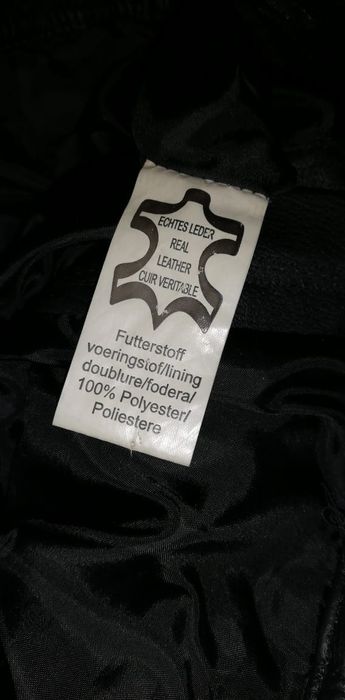 ECHTES LEDER
REAL
LEATHER
CUIR VERITABLE
Futterstoff
voeringstof/lining
doublure/fodera/
100% Polyester/
Poliestere